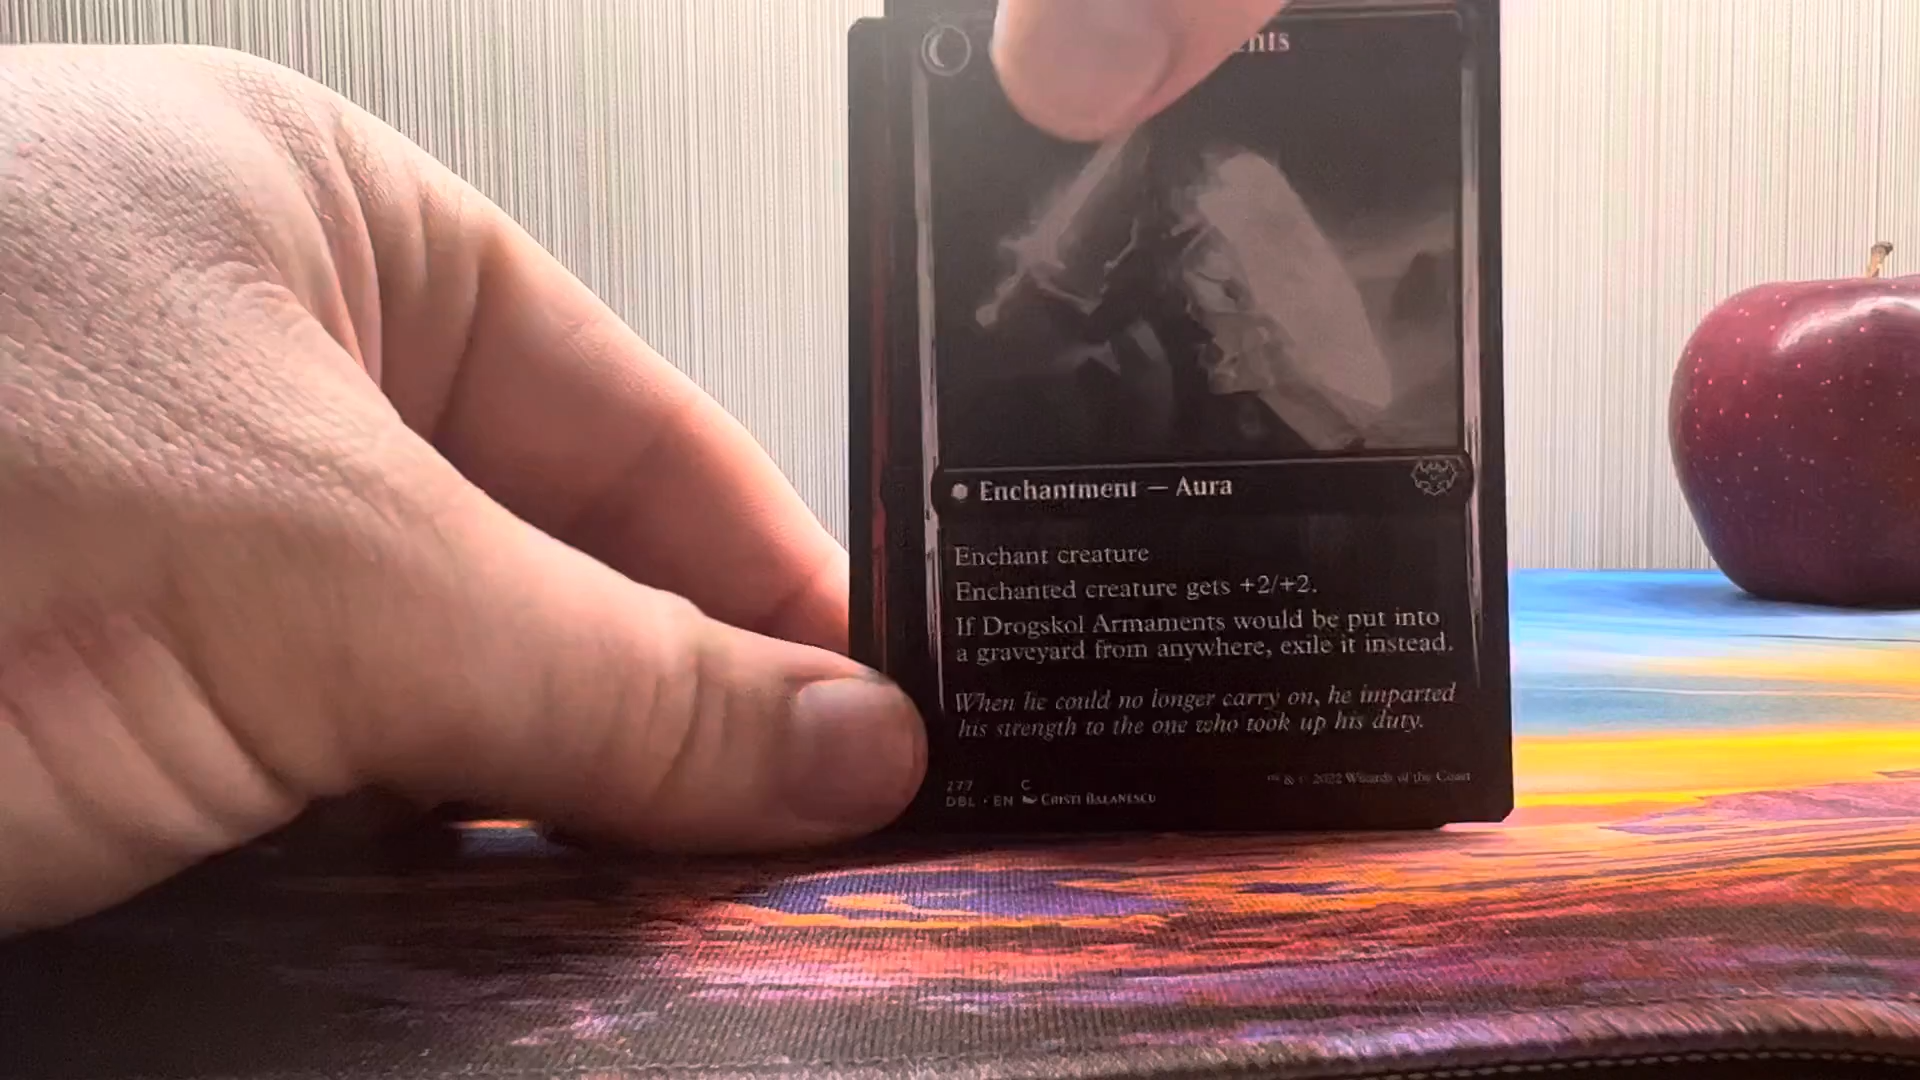 ents
Enchantment — Aura
Enchant creature
Enchanted creature gets +2/+2.
If Drogskol Armaments would be put into
a graveyard from anywhere, exile it instead.
When he could no longer carry on, he imparted
his strength to the one who took up his duty.
277 C
DBL • EN Cristi Balanescu
™ & © 2022 Wizards of the Coast